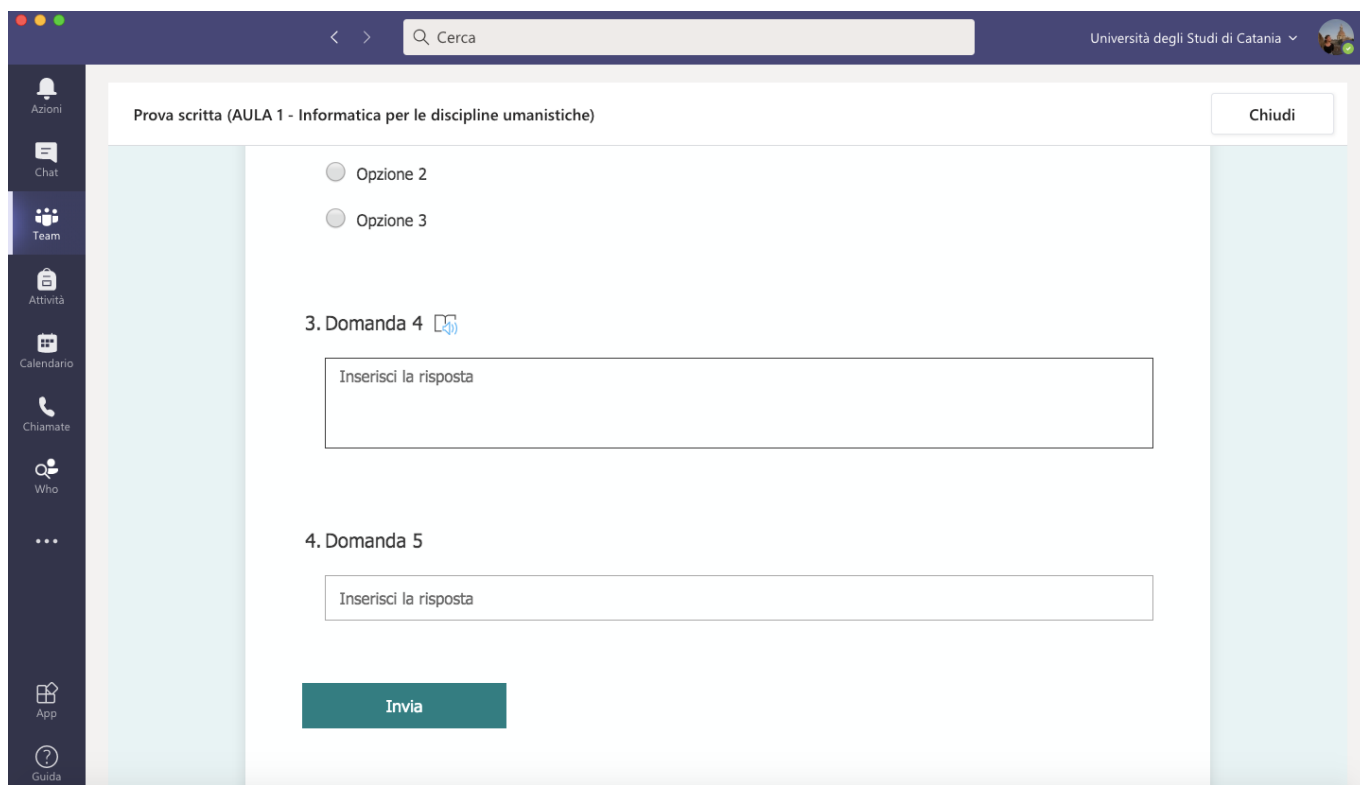 Cerca
Università degli Studi di Catania
Azioni
Chat
Team
Attività
Calendario
Chiamate
Who
App
Guida
Prova scritta (AULA 1 - Informatica per le discipline umanistiche)
Chiudi
Opzione 2
Opzione 3
3. Domanda 4
Inserisci la risposta
4. Domanda 5
Inserisci la risposta
Invia